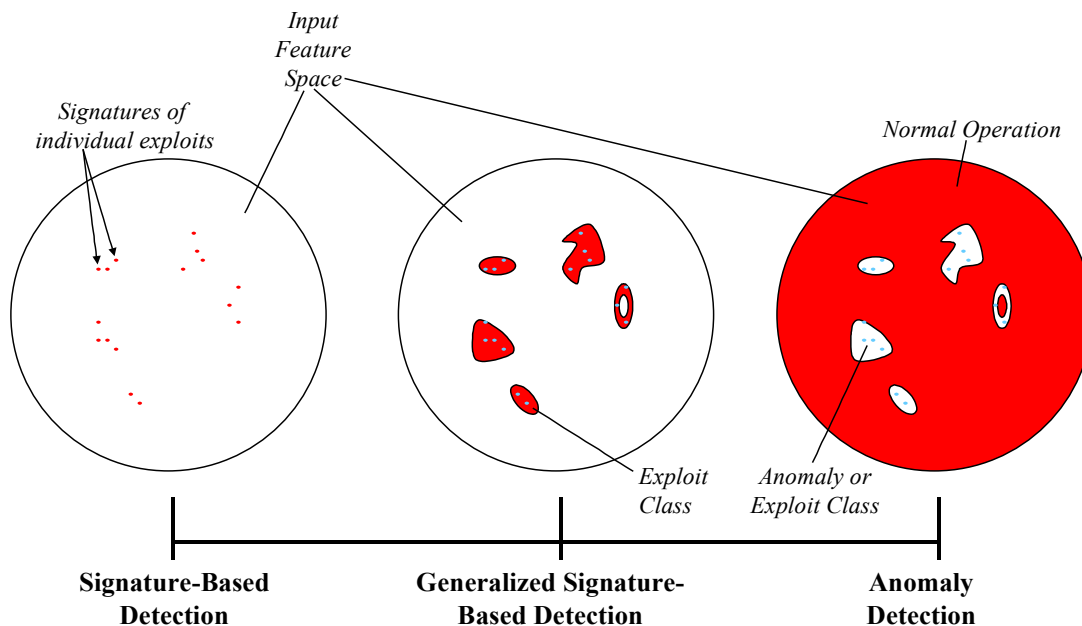 Input
Feature
Space
Signatures of
individual exploits
Normal Operation
Exploit
Class
Anomaly or
Exploit Class
Signature-Based
Detection
Generalized Signature-
Based Detection
Anomaly
Detection